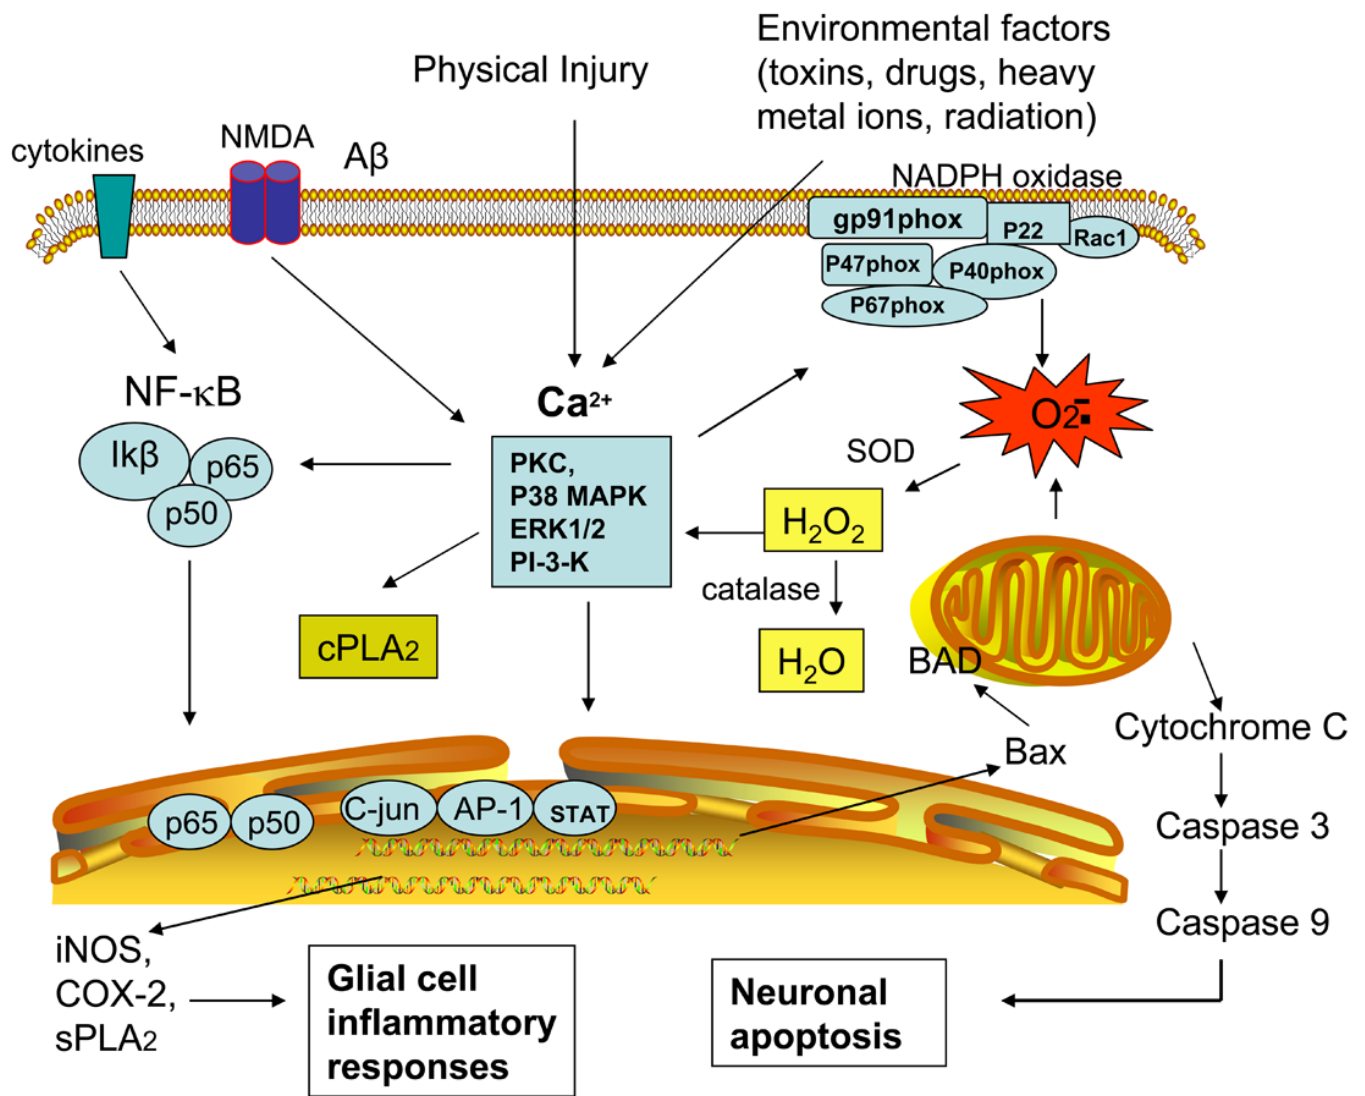 Environmental factors
(toxins, drugs, heavy
metal ions, radiation)
Physical Injury
cytokines
NMDA
Aβ
NADPH oxidase
gp91phox
P22
Rac1
P47phox
P40phox
P67phox
NF-κB
Ikβ
p65
p50
Ca²⁺
PKC,
P38 MAPK
ERK1/2
PI-3-K
O2∸
SOD
H₂O₂
catalase
H₂O
cPLA2
BAD
Bax
Cytochrome C
Caspase 3
Caspase 9
p65
p50
C-jun
AP-1
STAT
iNOS,
COX-2,
sPLA2
Glial cell
inflammatory
responses
Neuronal
apoptosis